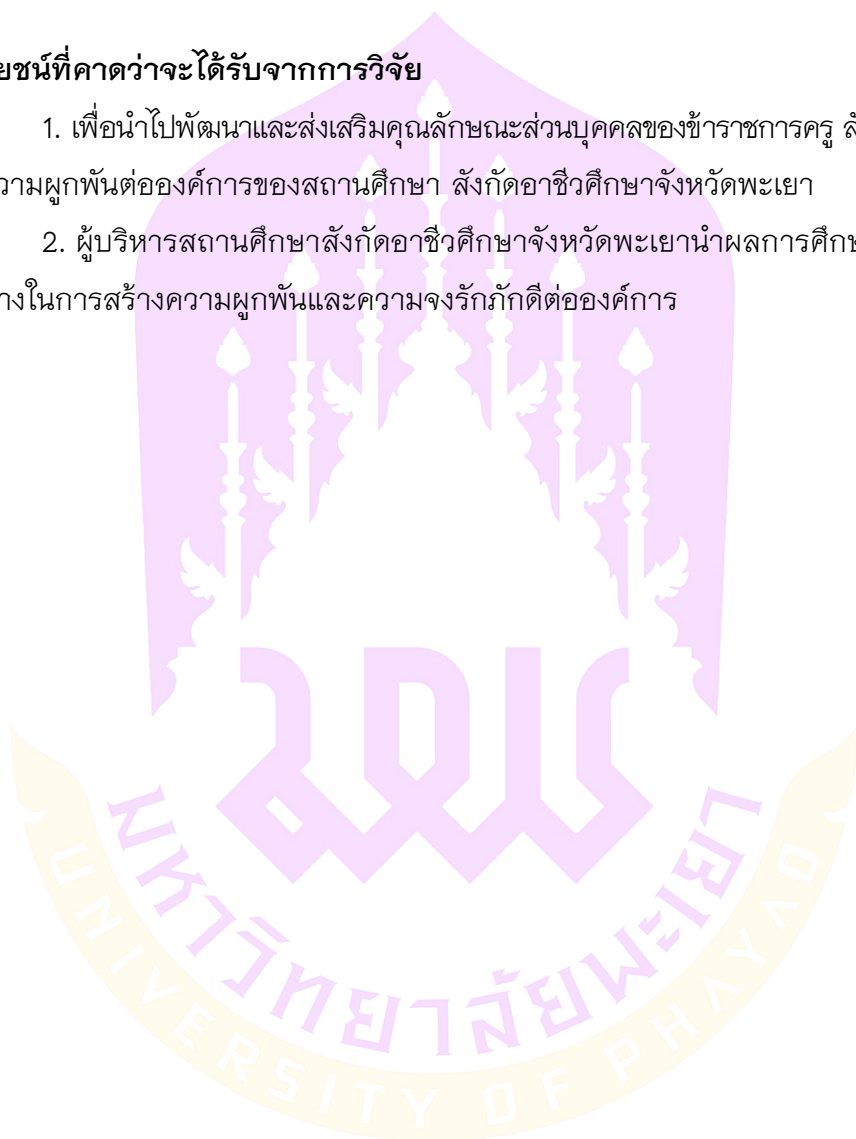 ยชน์ที่คาดว่าจะได้รับจากการวิจัย
1. เพื่อนำไปพัฒนาและส่งเสริมคุณลักษณะส่วนบุคคลของข้าราชการครู สั
วามผูกพันต่อองค์การของสถานศึกษา สังกัดอาชีวศึกษาจังหวัดพะเยา
2. ผู้บริหารสถานศึกษาสังกัดอาชีวศึกษาจังหวัดพะเยานำผลการศึกษ
างในการสร้างความผูกพันและความจงรักภักดีต่อองค์การ
มหาวิทยาลัยพะเยา
UNIVERSITY OF PHAYAO